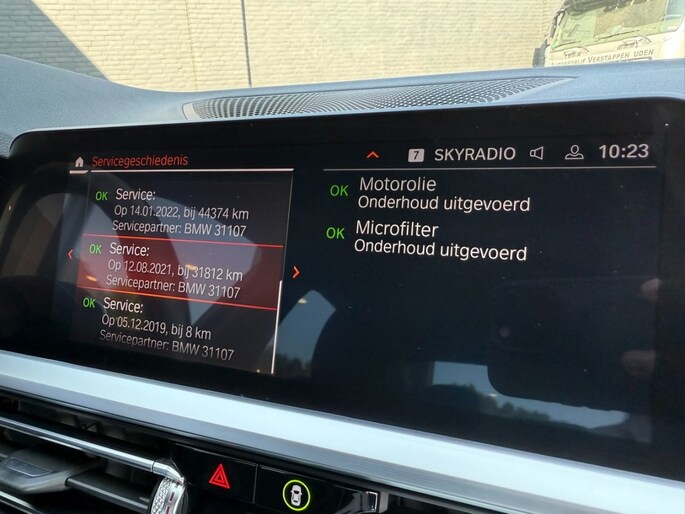 VERSTAPPEN UDEN
Servicegeschiedenis
7 SKYRADIO 10:23
OK Service:
Op 14.01.2022, bij 44374 km
Servicepartner: BMW 31107
OK Service:
Op 12.08.2021, bij 31812 km
Servicepartner: BMW 31107
OK Service:
Op 05.12.2019, bij 8 km
Servicepartner: BMW 31107
OK Motorolie
Onderhoud uitgevoerd
OK Microfilter
Onderhoud uitgevoerd